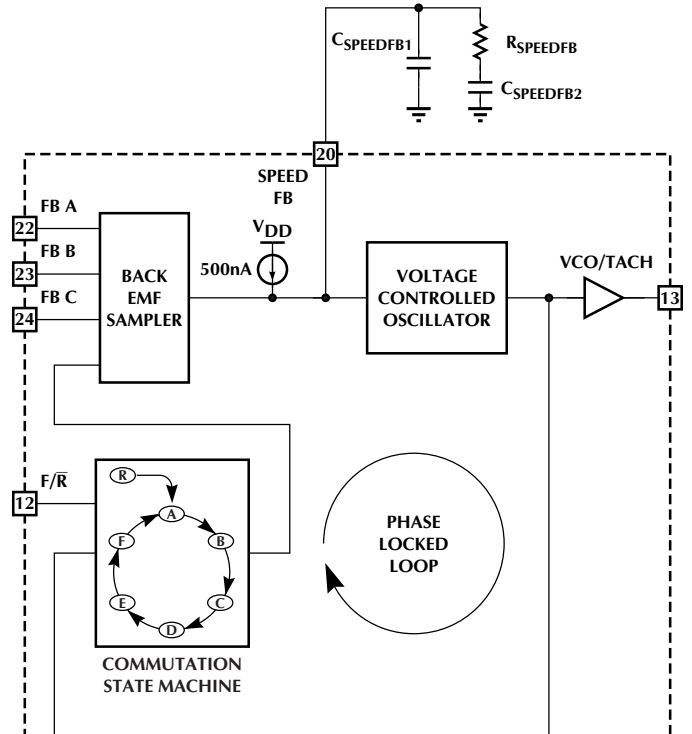 C_SPEEDFB1
R_SPEEDFB
C_SPEEDFB2
20
SPEED
FB
22
FB A
23
FB B
24
FB C
BACK
EMF
SAMPLER
V_DD
500nA
VOLTAGE
CONTROLLED
OSCILLATOR
VCO/TACH
13
12
F/R̅
R
A
B
C
D
E
F
PHASE
LOCKED
LOOP
COMMUTATION
STATE MACHINE